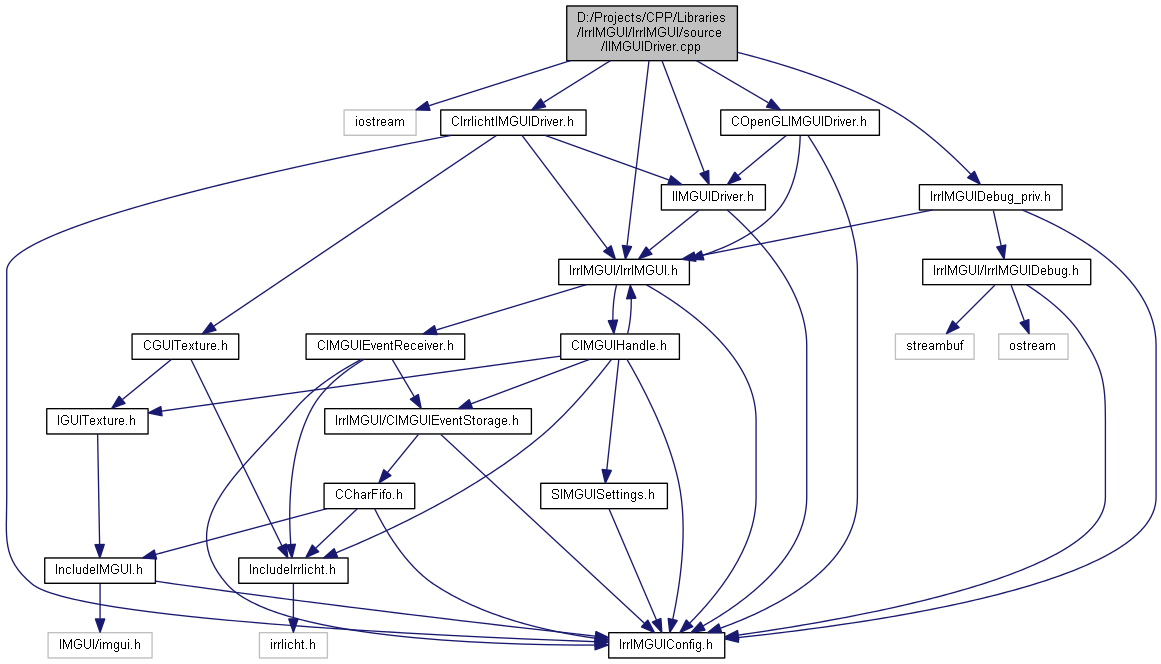 D:/Projects/CPP/Libraries
/IrrIMGUI/IrrIMGUI/source
/IIMGUIDriver.cpp
iostream
CIrrlichtIMGUIDriver.h
COpenGLIMGUIDriver.h
IIMGUIDriver.h
IrrIMGUIDebug_priv.h
IrrIMGUI/IrrIMGUI.h
IrrIMGUI/IrrIMGUIDebug.h
CGUITexture.h
CIMGUIEventReceiver.h
CIMGUIHandle.h
streambuf
ostream
IGUITexture.h
IrrIMGUI/CIMGUIEventStorage.h
CCharFifo.h
SIMGUISettings.h
IncludeIMGUI.h
IncludeIrrlicht.h
IMGUI/imgui.h
irrlicht.h
IrrIMGUIConfig.h